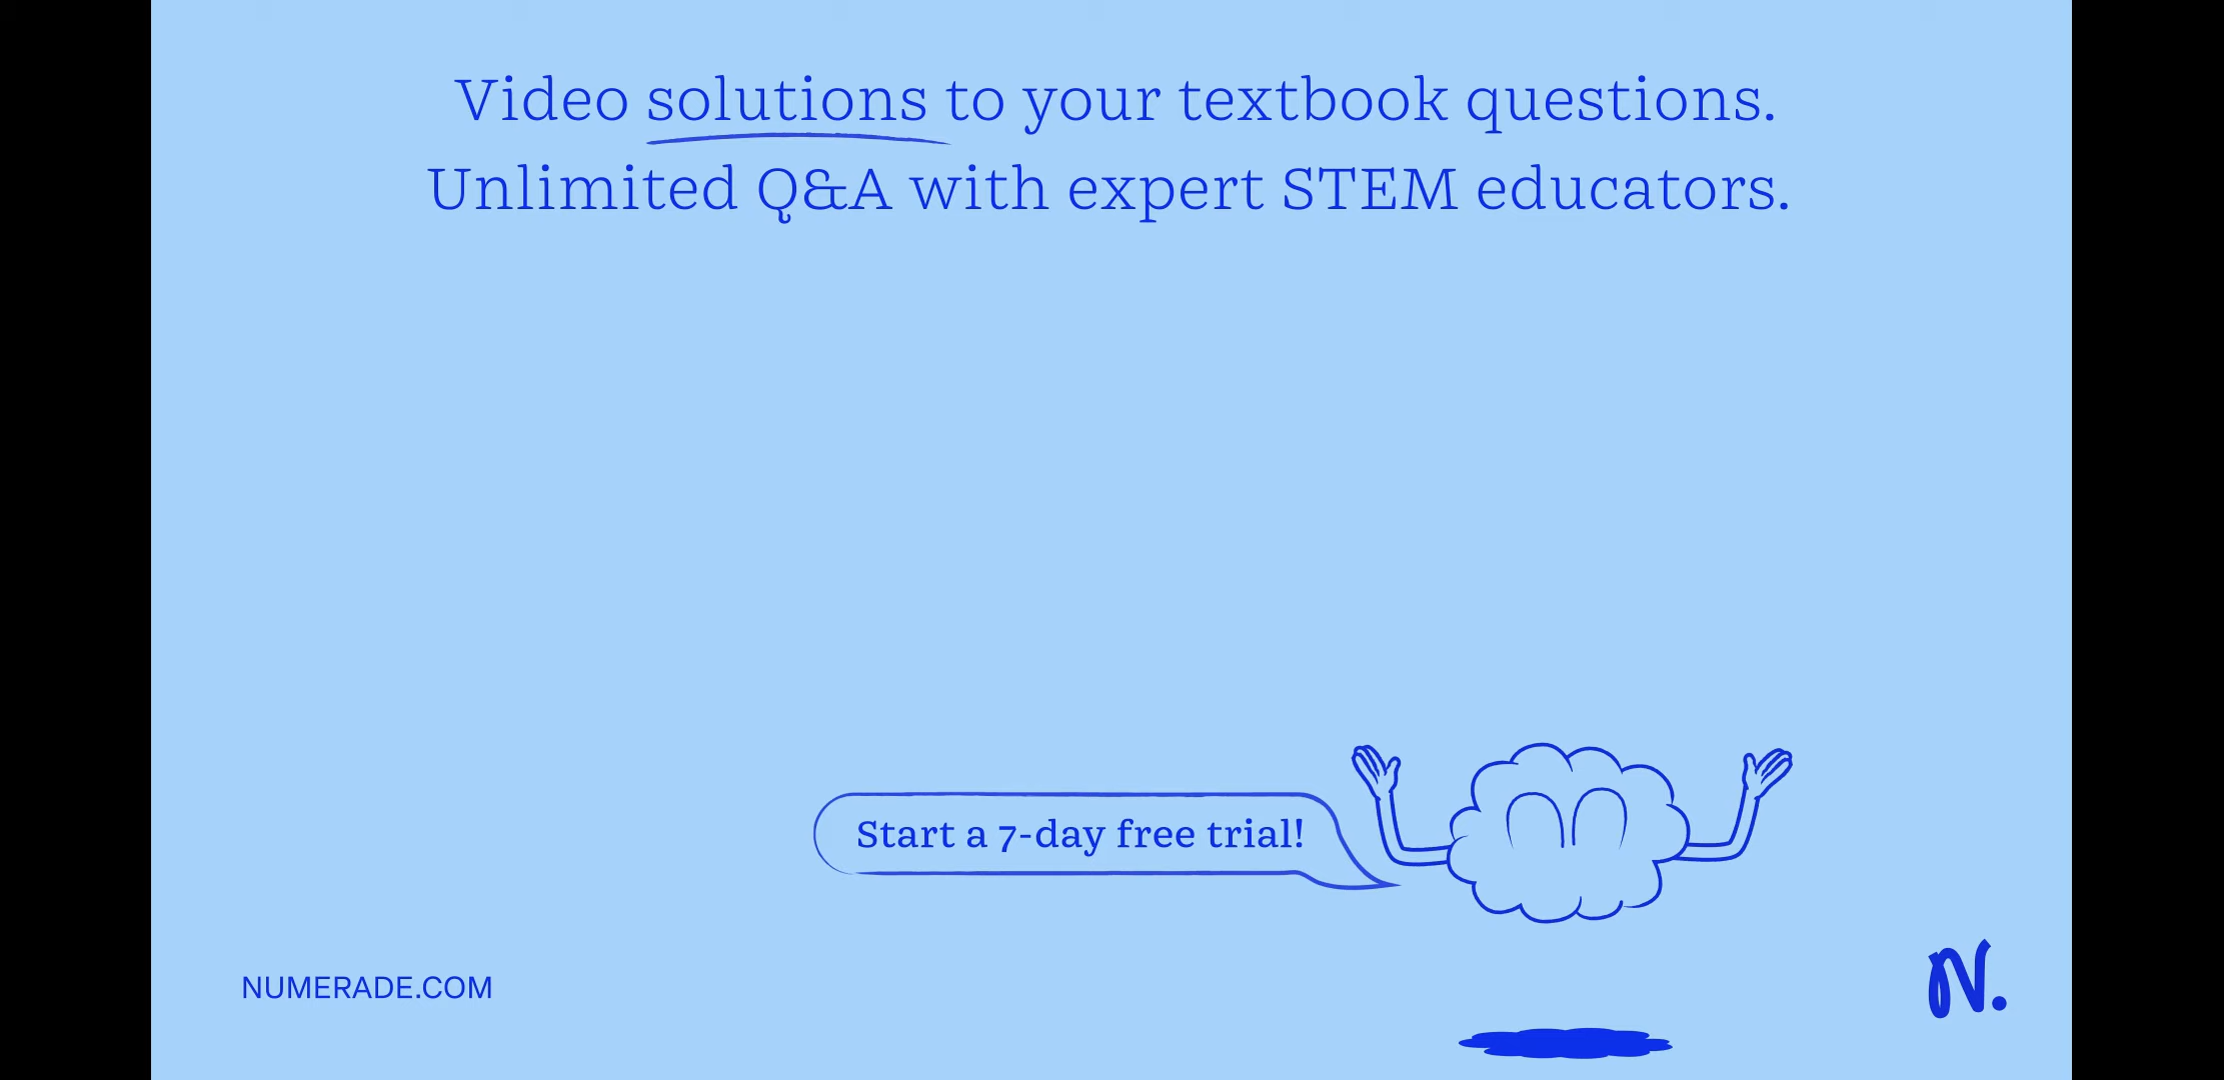 Video solutions to your textbook questions.
Unlimited Q&A with expert STEM educators.
Start a 7-day free trial!
NUMERADE.COM
N.